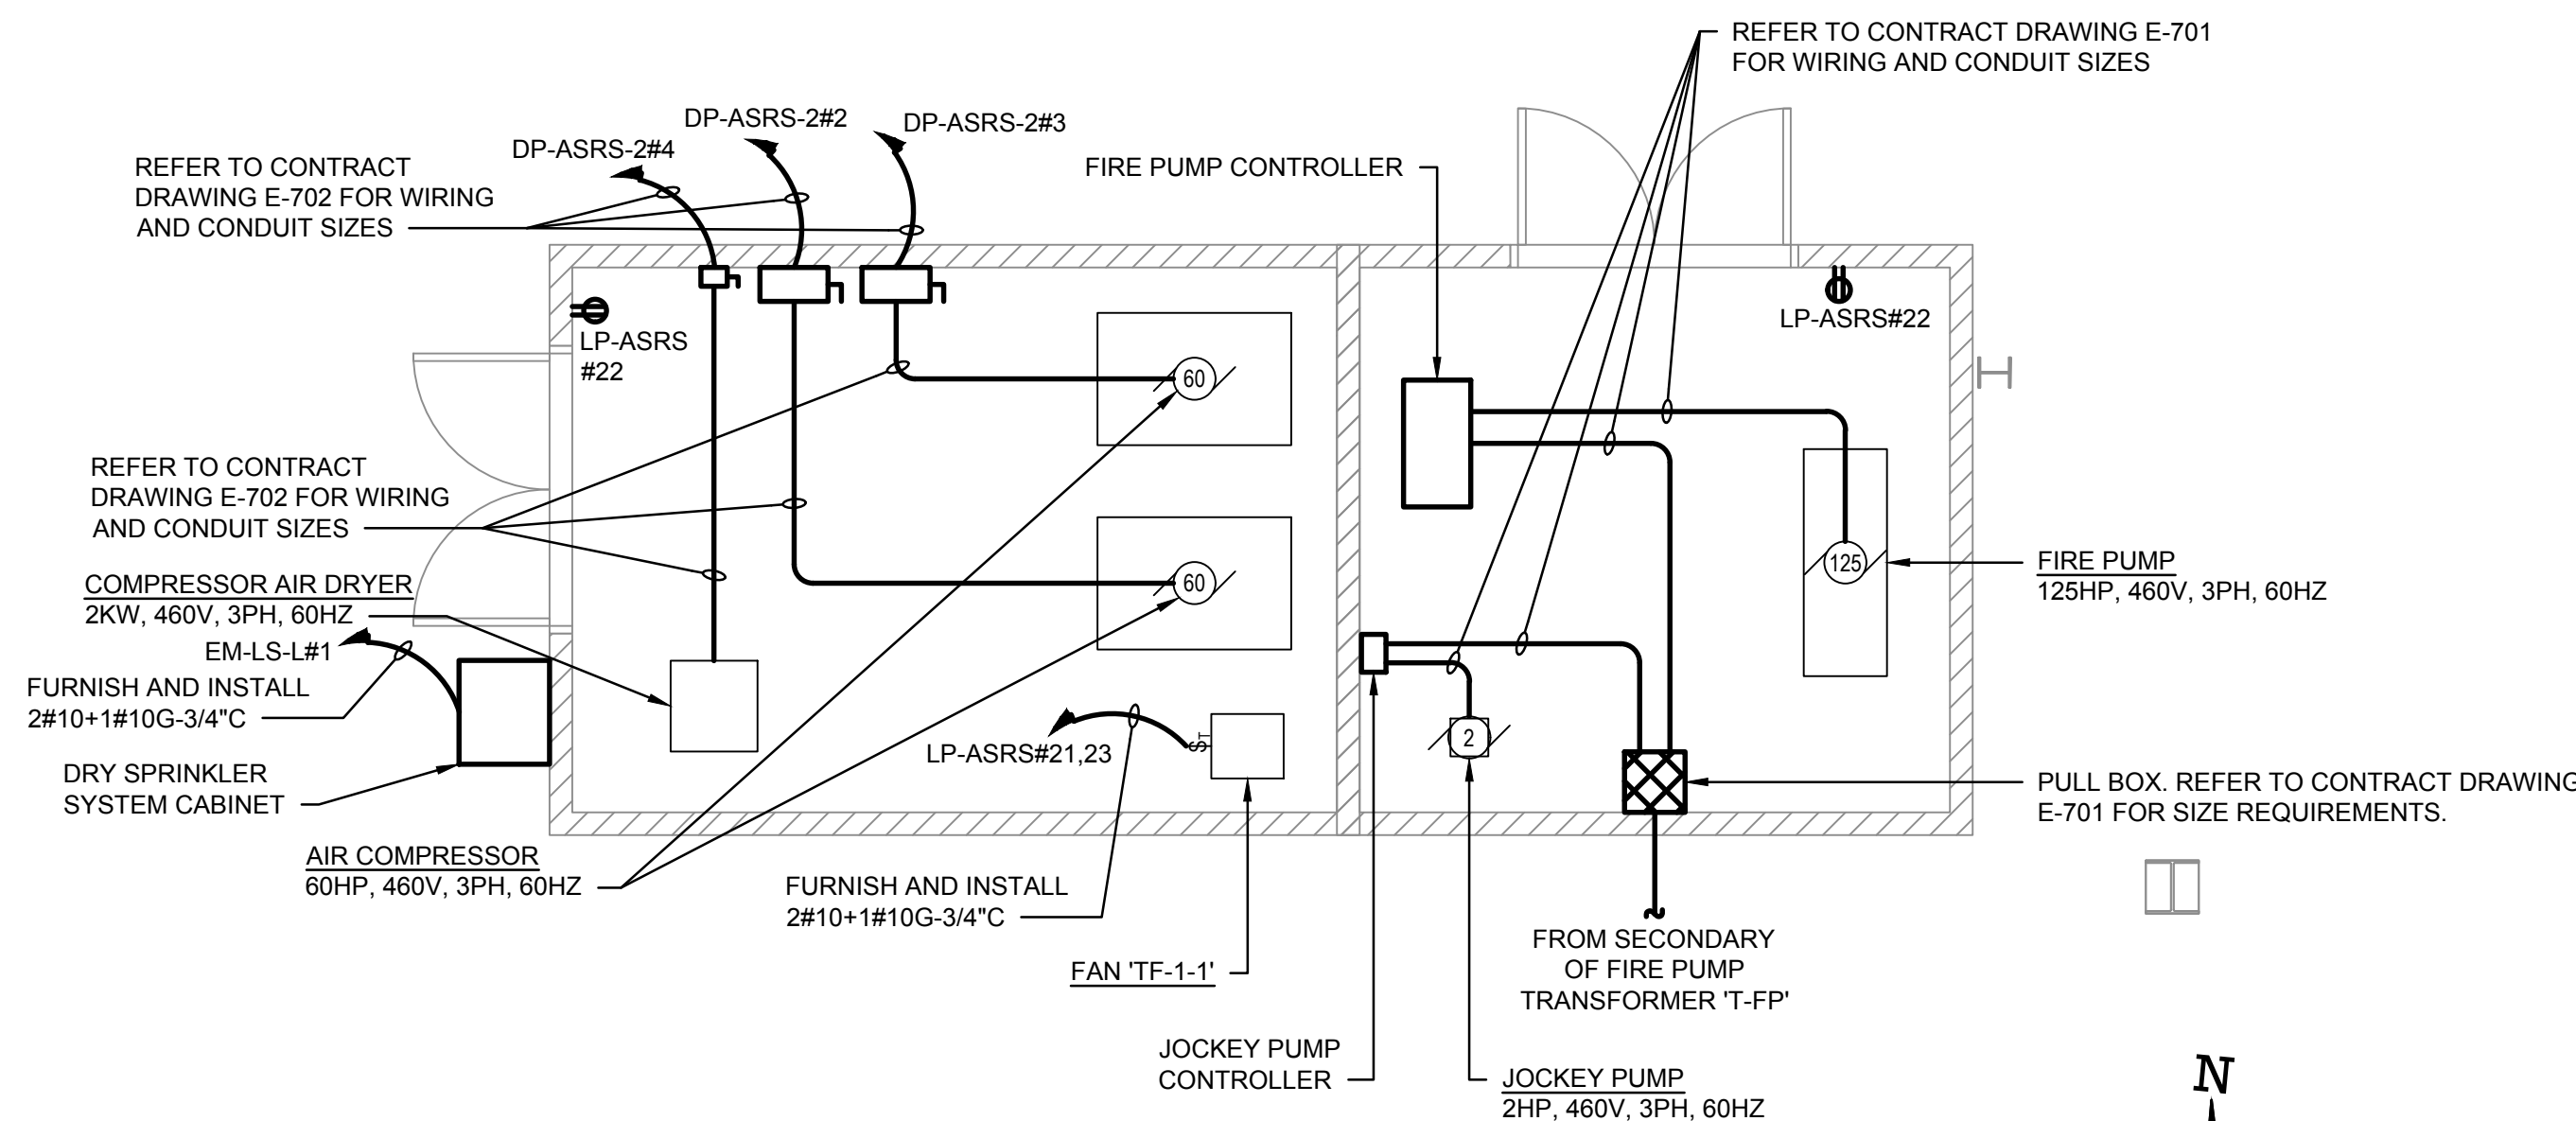 REFER TO CONTRACT DRAWING E-701
FOR WIRING AND CONDUIT SIZES
DP-ASRS-2#2
DP-ASRS-2#3
DP-ASRS-2#4
REFER TO CONTRACT
DRAWING E-702 FOR WIRING
AND CONDUIT SIZES
FIRE PUMP CONTROLLER
LP-ASRS
#22
LP-ASRS#22
60
REFER TO CONTRACT
DRAWING E-702 FOR WIRING
AND CONDUIT SIZES
60
125
FIRE PUMP
125HP, 460V, 3PH, 60HZ
COMPRESSOR AIR DRYER
2KW, 460V, 3PH, 60HZ
EM-LS-L#1
FURNISH AND INSTALL
2#10+1#10G-3/4"C
DRY SPRINKLER
SYSTEM CABINET
LP-ASRS#21,23
ST
2
PULL BOX. REFER TO CONTRACT DRAWING
E-701 FOR SIZE REQUIREMENTS.
AIR COMPRESSOR
60HP, 460V, 3PH, 60HZ
FURNISH AND INSTALL
2#10+1#10G-3/4"C
FAN 'TF-1-1'
FROM SECONDARY
OF FIRE PUMP
TRANSFORMER 'T-FP'
JOCKEY PUMP
CONTROLLER
JOCKEY PUMP
2HP, 460V, 3PH, 60HZ
N